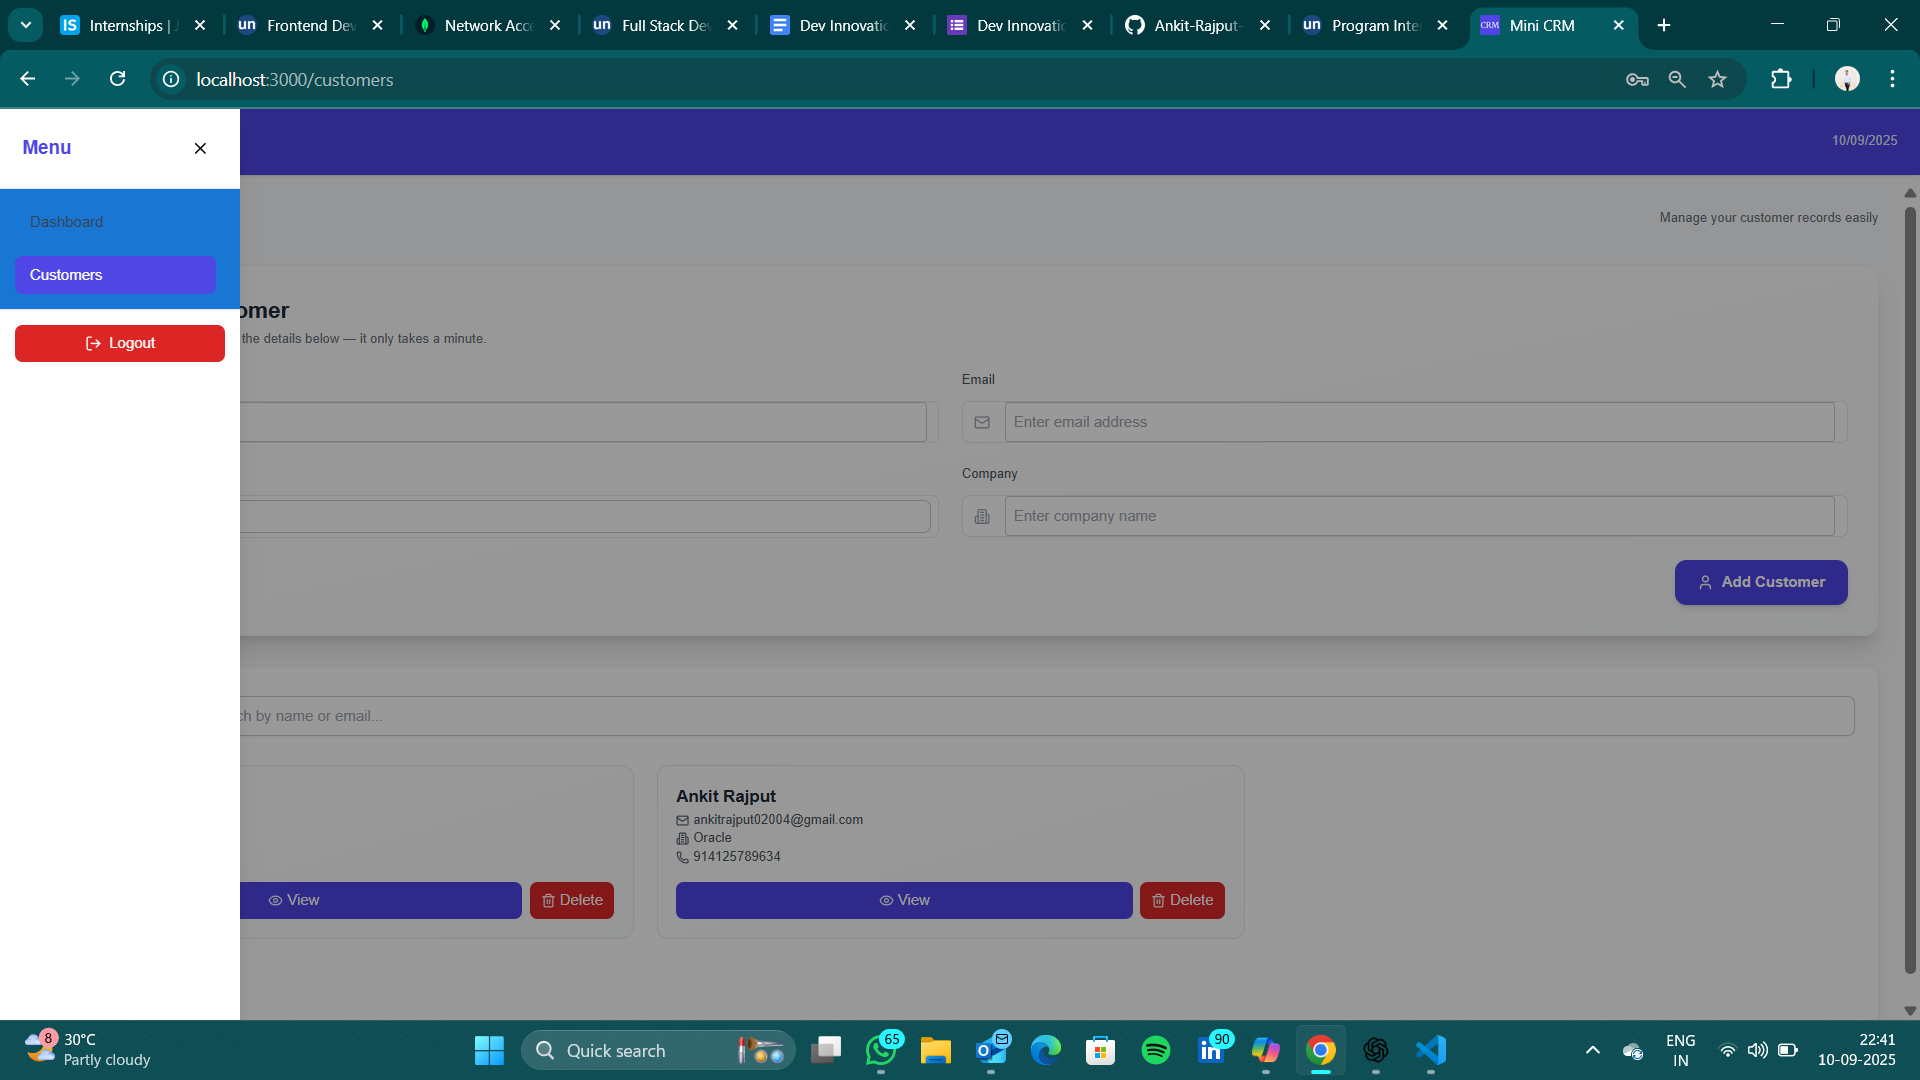 Internships | J
Frontend Dev
Network Acce
Full Stack Dev
Dev Innovatio
Dev Innovatio
Ankit-Rajput-
Program Inter
CRM Mini CRM
localhost:3000/customers
Menu
10/09/2025
Dashboard
Manage your customer records easily
Customers
omer
Logout
the details below — it only takes a minute.
Email
Enter email address
Company
Enter company name
Add Customer
ch by name or email...
Ankit Rajput
ankitrajput02004@gmail.com
Oracle
914125789634
View
Delete
View
Delete
8
30°C
Partly cloudy
Quick search
65
90
ENG
IN
22:41
10-09-2025